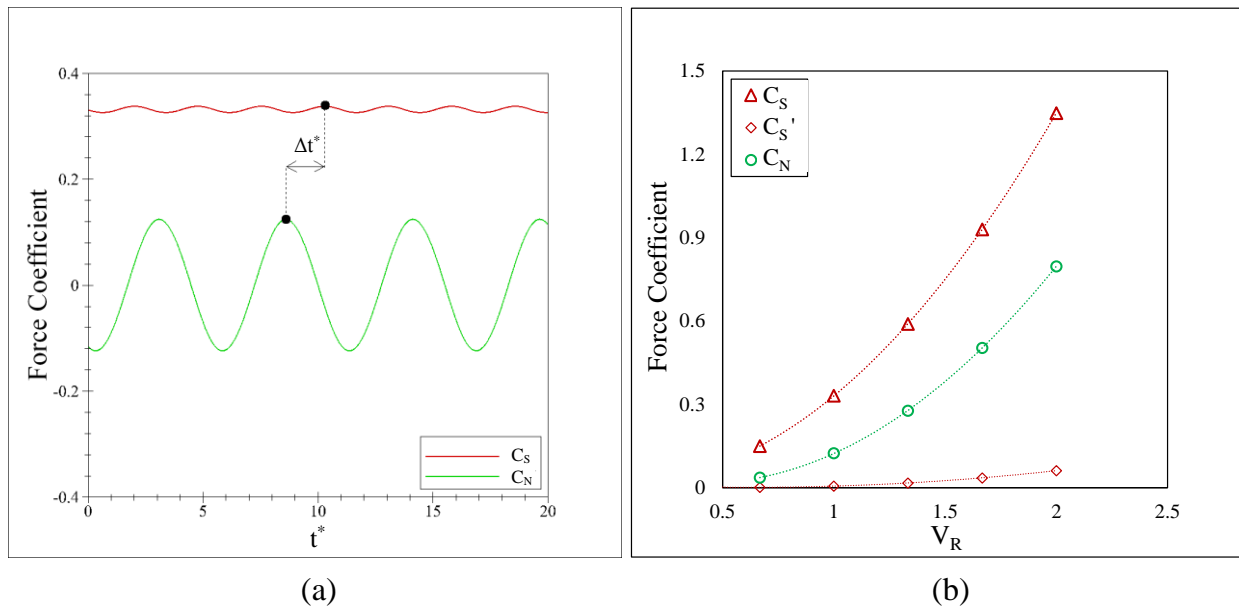 0.4
0.2
0
-0.2
-0.4
Force Coefficient
Δt*
C_S
C_N
0 5 10 15 20
t*
(a)
1.5
1.2
0.9
0.6
0.3
0
Force Coefficient
C_S
C_S'
C_N
0.5 1 1.5 2 2.5
V_R
(b)